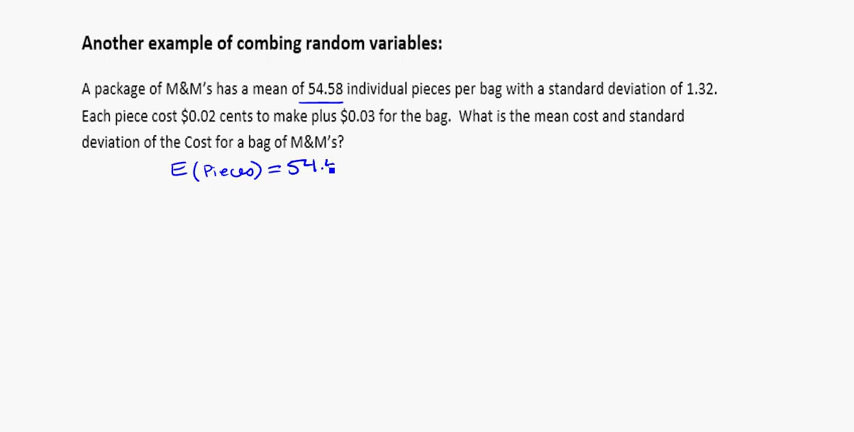 Another example of combing random variables:
A package of M&M's has a mean of 54.58 individual pieces per bag with a standard deviation of 1.32.
Each piece cost $0.02 cents to make plus $0.03 for the bag. What is the mean cost and standard
deviation of the Cost for a bag of M&M's?
E(Pieces) = 54.5